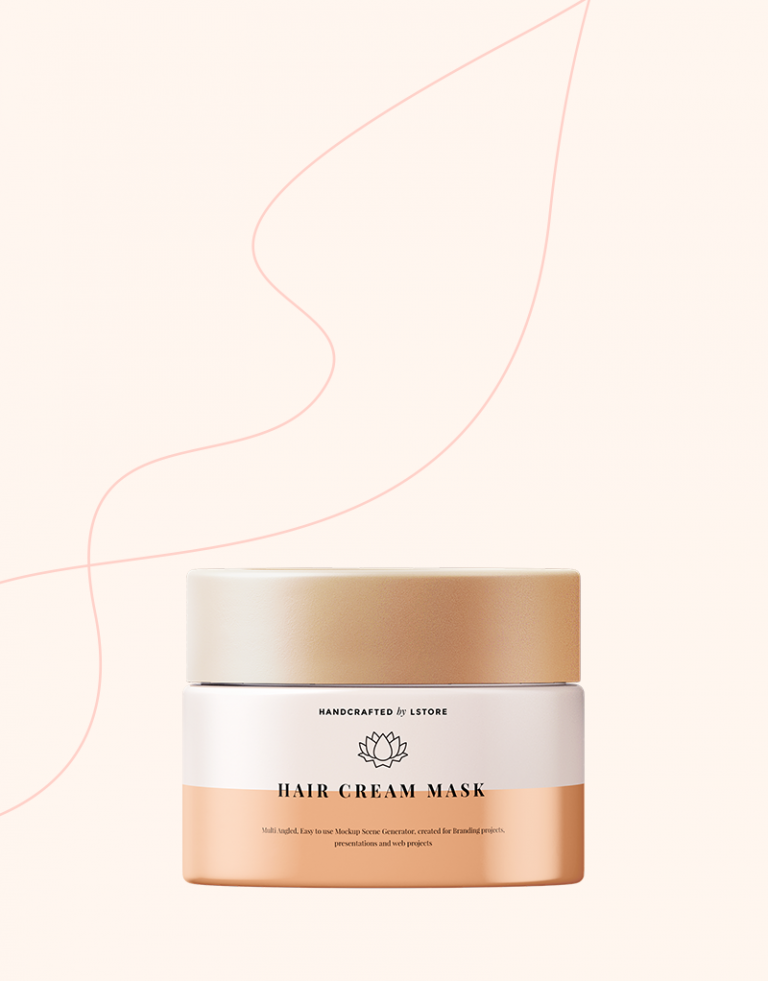 HANDCRAFTED by LSTORE
HAIR CREAM MASK
Multi Angled, Easy to use Mockup Scene Generator, created for Branding projects,
presentations and web projects